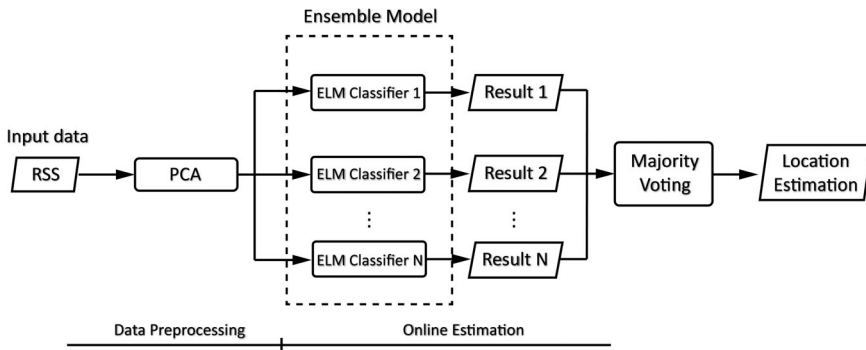 Ensemble Model
ELM Classifier 1
Result 1
Input data
RSS
PCA
ELM Classifier 2
Result 2
Majority
Voting
Location
Estimation
ELM Classifier N
Result N
Data Preprocessing
Online Estimation